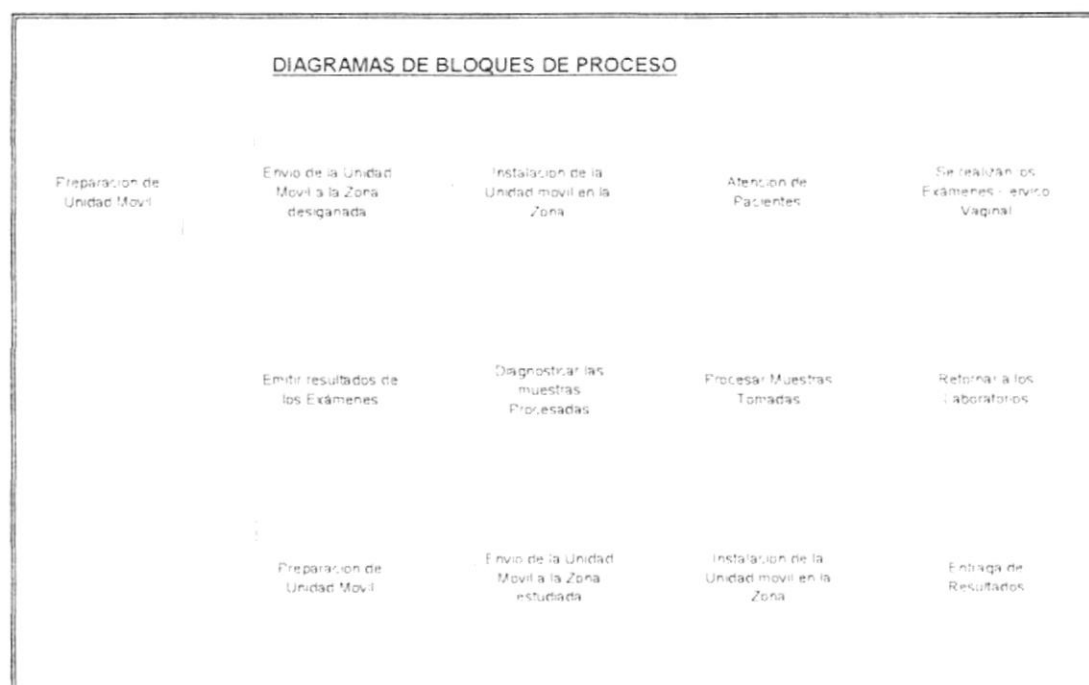 DIAGRAMAS DE BLOQUES DE PROCESO
Preparacion de
Unidad Movil
Envio de la Unidad
Movil a la Zona
desiganada
Instalacion de la
Unidad movil en la
Zona
Atencion de
Pacientes
Se realizan los
Exámenes ervico
Vaginal
Emitir resultados de
los Exámenes
Diagnosticar las
muestras
Procesadas
Procesar Muestras
Tomadas
Retornar a los
Laboratorios
Preparacion de
Unidad Movil
Envio de la Unidad
Movil a la Zona
estudiada
Instalacion de la
Unidad movil en la
Zona
Entraga de
Resultados